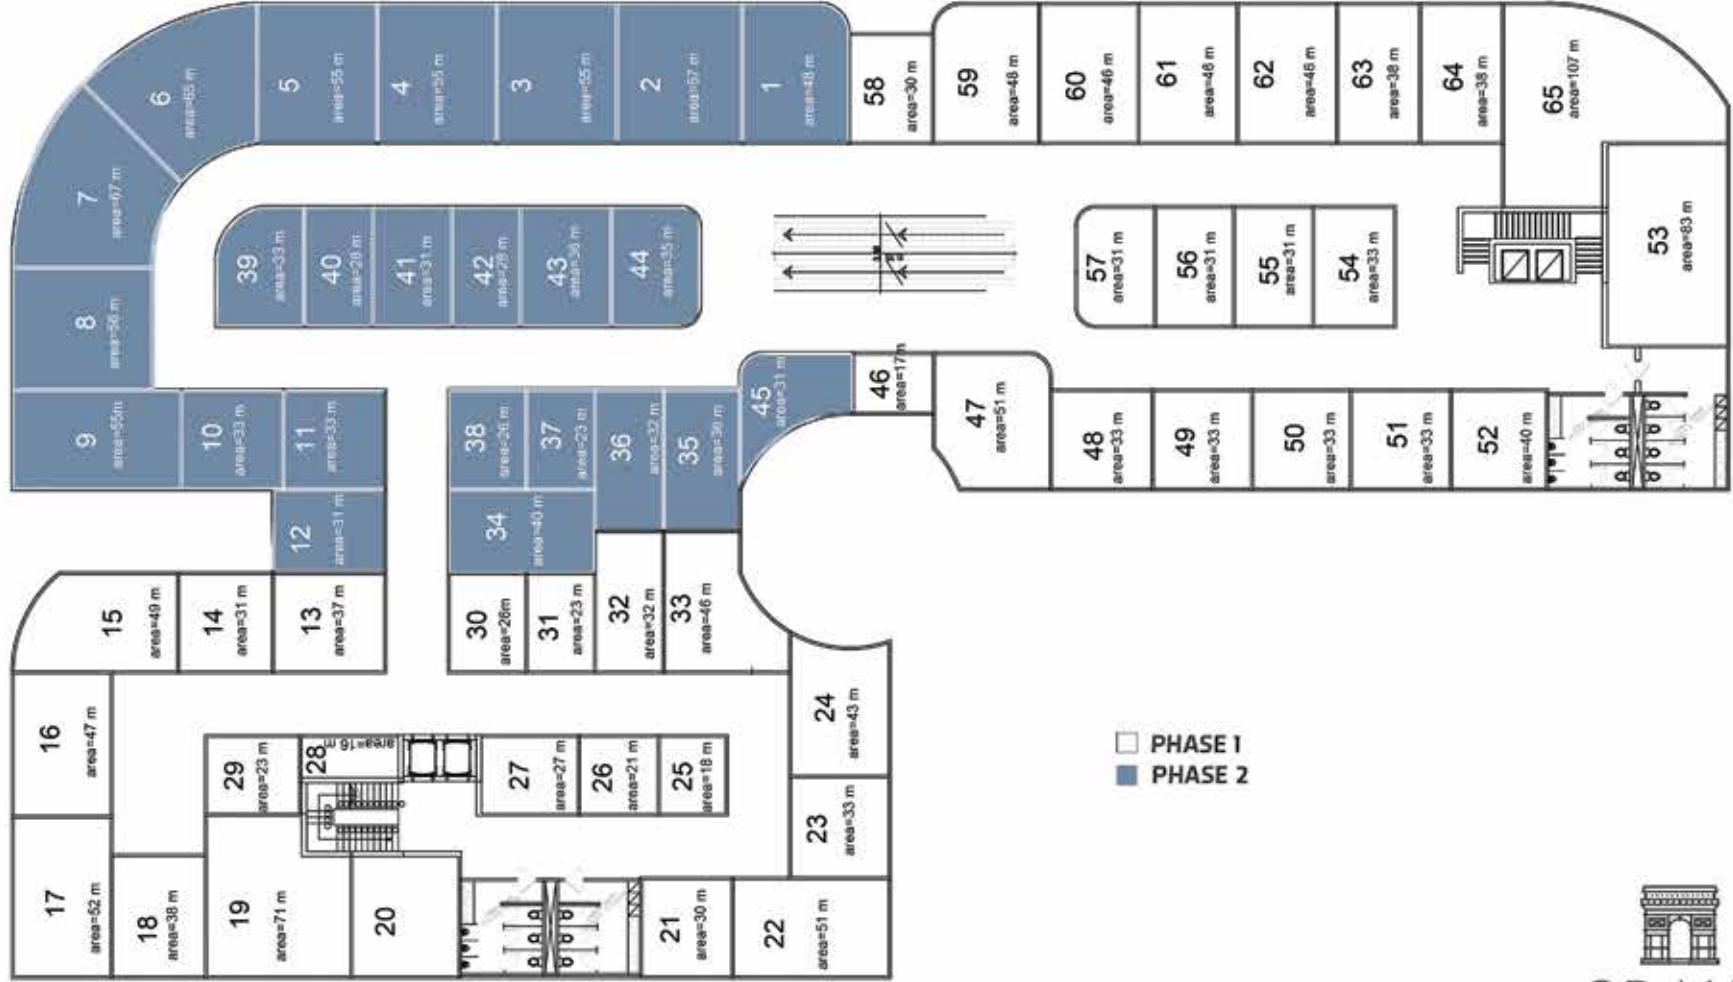 6
area=65 m
5
area=55 m
4
area=55 m
3
area=55 m
2
area=57 m
1
area=48 m
58
area=30 m
59
area=48 m
60
area=46 m
61
area=46 m
62
area=46 m
63
area=38 m
64
area=38 m
65
area=107 m
7
area=67 m
8
area=56 m
39
area=33 m
40
area=28 m
41
area=31 m
42
area=28 m
43
area=36 m
44
area=35 m
57
area=31 m
56
area=31 m
55
area=31 m
54
area=33 m
53
area=83 m
9
area=55m
10
area=33 m
11
area=33 m
12
area=31 m
38
area=26 m
37
area=23 m
36
area=32 m
35
area=36 m
34
area=40 m
45
area=31 m
46
area=17m
47
area=51 m
48
area=33 m
49
area=33 m
50
area=33 m
51
area=33 m
52
area=40 m
15
area=49 m
14
area=31 m
13
area=37 m
30
area=26m
31
area=23 m
32
area=32 m
33
area=46 m
16
area=47 m
29
area=23 m
28
area=16 m
27
area=27 m
26
area=21 m
25
area=18 m
24
area=43 m
23
area=33 m
17
area=52 m
18
area=38 m
19
area=71 m
20
21
area=30 m
22
area=51 m
PHASE 1
PHASE 2